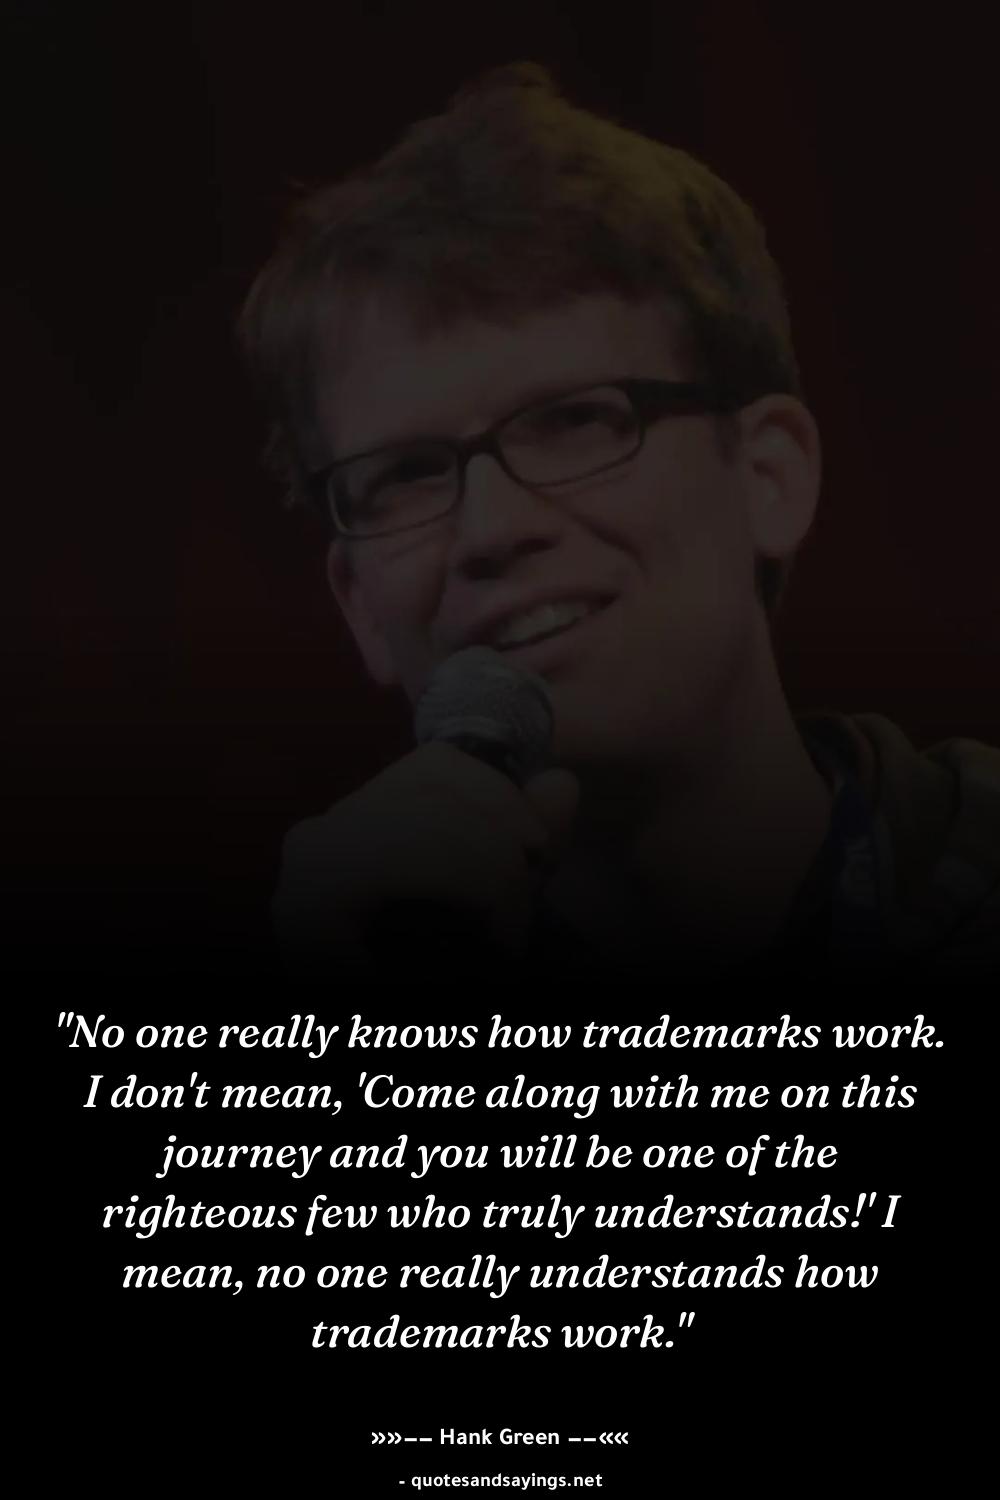 "No one really knows how trademarks work.
I don't mean, 'Come along with me on this
journey and you will be one of the
righteous few who truly understands!' I
mean, no one really understands how
trademarks work."
»»−− Hank Green −−««
- quotesandsayings.net